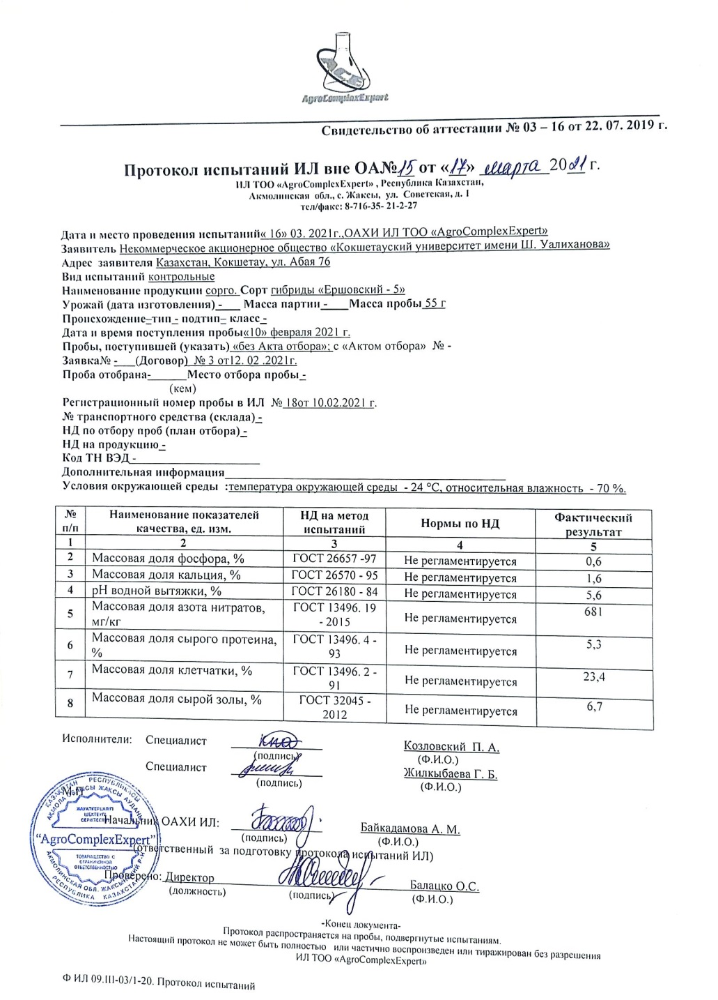 ACE
AgroComplexExpert
Свидетельство об аттестации № 03 – 16 от 22. 07. 2019 г.
Протокол испытаний ИЛ вне ОА№15 от «17» марта 2021 г.
ИЛ ТОО «AgroComplexExpert» , Республика Казахстан,
Акмолинская обл., с. Жаксы, ул. Советская, д. 1
тел/факс: 8-716-35- 21-2-27
Дата и место проведения испытаний« 16» 03. 2021г.,ОАХИ ИЛ ТОО «AgroComplexExpert»
Заявитель Некоммерческое акционерное общество «Кокшетауский университет имени Ш. Уалиханова»
Адрес заявителя Казахстан, Кокшетау, ул. Абая 76
Вид испытаний контрольные
Наименование продукции сорго. Сорт гибриды «Ершовский - 5»
Урожай (дата изготовления) -___ Масса партии -____Масса пробы 55 г
Происхождение–тип - подтип– класс -
Дата и время поступления пробы«10» февраля 2021 г.
Пробы, поступившей (указать) «без Акта отбора»; с «Актом отбора» № -
Заявка№ -___(Договор) № 3 от12. 02 .2021г.
Проба отобрана-______Место отбора пробы -
(кем)
Регистрационный номер пробы в ИЛ № 18от 10.02.2021 г.
№ транспортного средства (склада) -
НД по отбору проб (план отбора) -
НД на продукцию -
Код ТН ВЭД -____________________
Дополнительная информация____________________
Условия окружающей среды :температура окружающей среды - 24 °С, относительная влажность - 70 %.
№ п/п Наименование показателей качества, ед. изм. НД на метод испытаний Нормы по НД Фактический результат
1 2 3 4 5
2 Массовая доля фосфора, % ГОСТ 26657 -97 Не регламентируется 0,6
3 Массовая доля кальция, % ГОСТ 26570 - 95 Не регламентируется 1,6
4 рН водной вытяжки, % ГОСТ 26180 - 84 Не регламентируется 5,6
5 Массовая доля азота нитратов, мг/кг ГОСТ 13496. 19 - 2015 Не регламентируется 681
6 Массовая доля сырого протеина, % ГОСТ 13496. 4 - 93 Не регламентируется 5,3
7 Массовая доля клетчатки, % ГОСТ 13496. 2 - 91 Не регламентируется 23,4
8 Массовая доля сырой золы, % ГОСТ 32045 - 2012 Не регламентируется 6,7
Исполнители: Специалист Козловский П. А.
(подпись) (Ф.И.О.)
Специалист Жилкыбаева Г. Б.
(подпись) (Ф.И.О.)
М.П
ҚАЗАҚСТАН РЕСПУБЛИКАСЫ
АҚМОЛА ОБЛЫСЫ ЖАҚСЫ АУДАНЫ
ЖАУАПКЕРШІЛІГІ
ШЕКТЕУЛІ
СЕРІКТЕСТІГІ
"AgroComplexExpert"
ТОВАРИЩЕСТВО С
ОГРАНИЧЕННОЙ
ОТВЕТСТВЕННОСТЬЮ
АКМОЛИНСКАЯ ОБЛ. ЖАКСЫНСКИЙ Р-Н
РЕСПУБЛИКА КАЗАХСТАН
Начальник ОАХИ ИЛ: Байкадамова А. М.
(подпись) (Ф.И.О.)
(ответственный за подготовку протокола испытаний ИЛ)
Проверено: Директор Балацко О.С.
(должность) (подпись) (Ф.И.О.)
-Конец документа-
Протокол распространяется на пробы, подвергнутые испытаниям.
Настоящий протокол не может быть полностью или частично воспроизведен или тиражирован без разрешения
ИЛ ТОО «AgroComplexExpert»
Ф ИЛ 09.III-03/1-20. Протокол испытаний